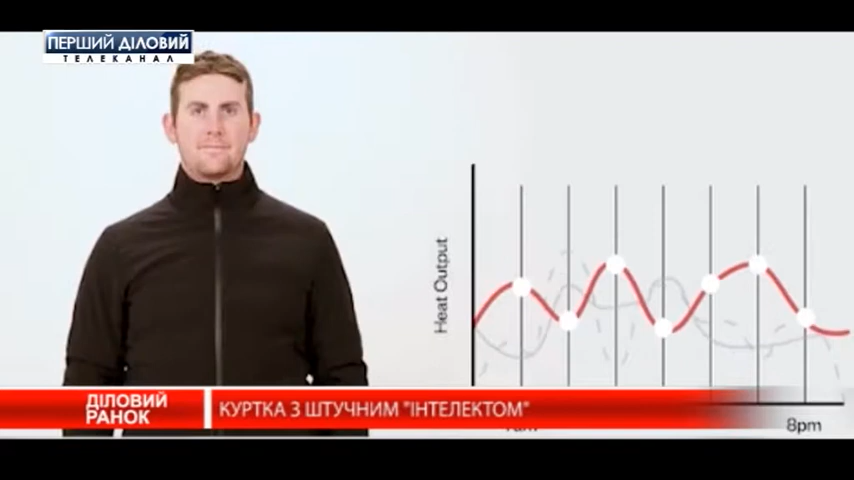 ПЕРШИЙ ДІЛОВИЙ
ТЕЛЕКАНАЛ
Heat Output
ДІЛОВИЙ
РАНОК
КУРТКА З ШТУЧНИМ "ІНТЕЛЕКТОМ"
8pm